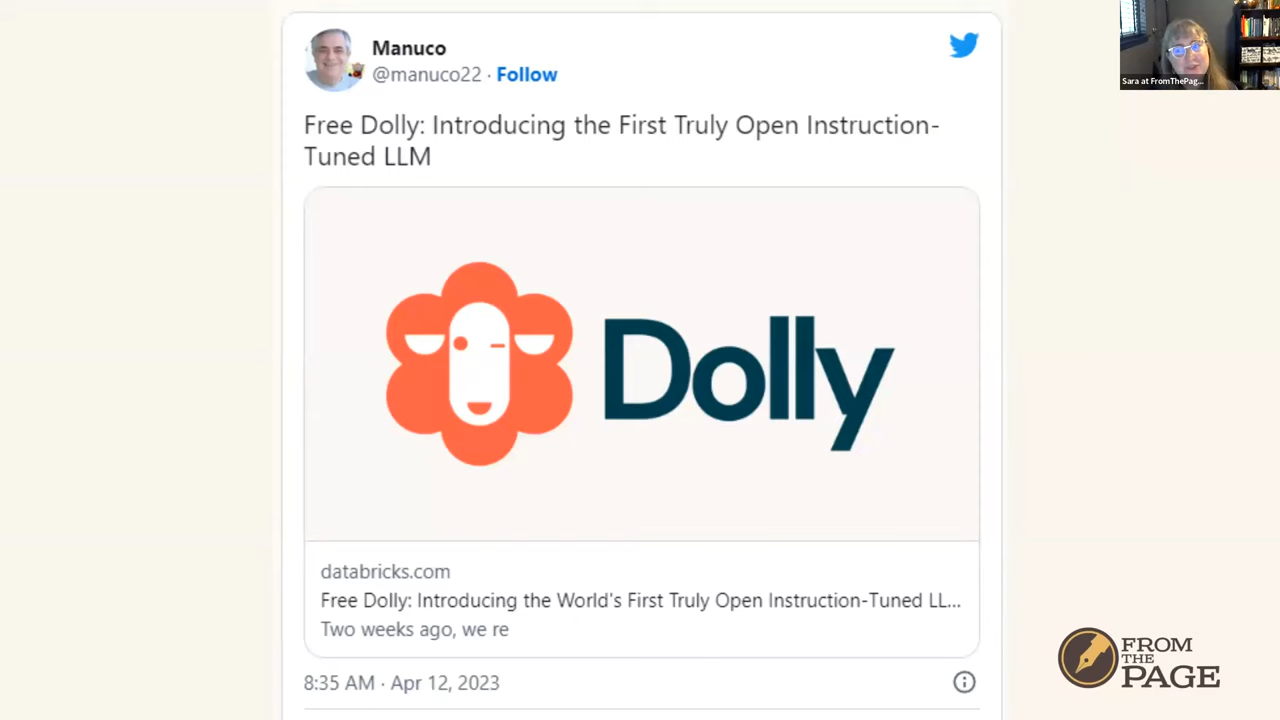 Manuco
@manuco22 · Follow
Free Dolly: Introducing the First Truly Open Instruction-
Tuned LLM
Dolly
databricks.com
Free Dolly: Introducing the World's First Truly Open Instruction-Tuned LL...
Two weeks ago, we re
8:35 AM · Apr 12, 2023
Sara at FromThePag...
FROM
THE
PAGE